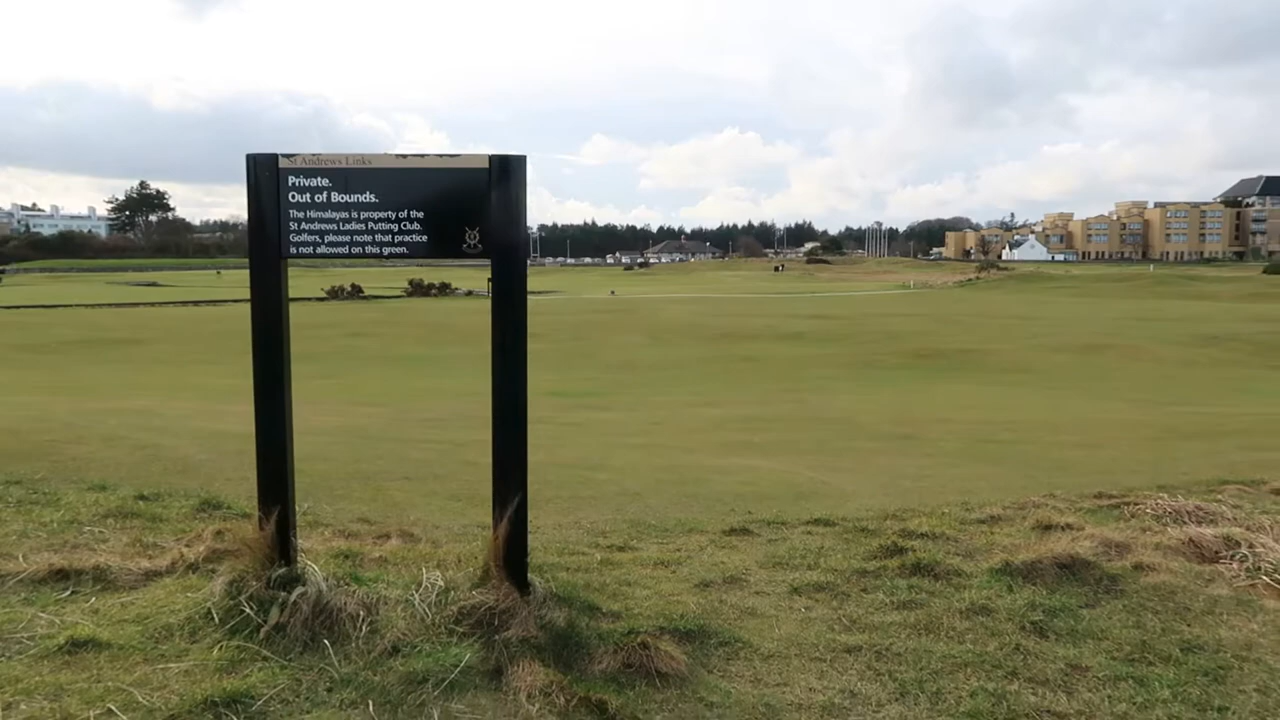 St Andrews Links
Private.
Out of Bounds.
The Himalayas is property of the
St Andrews Ladies Putting Club.
Golfers, please note that practice
is not allowed on this green.